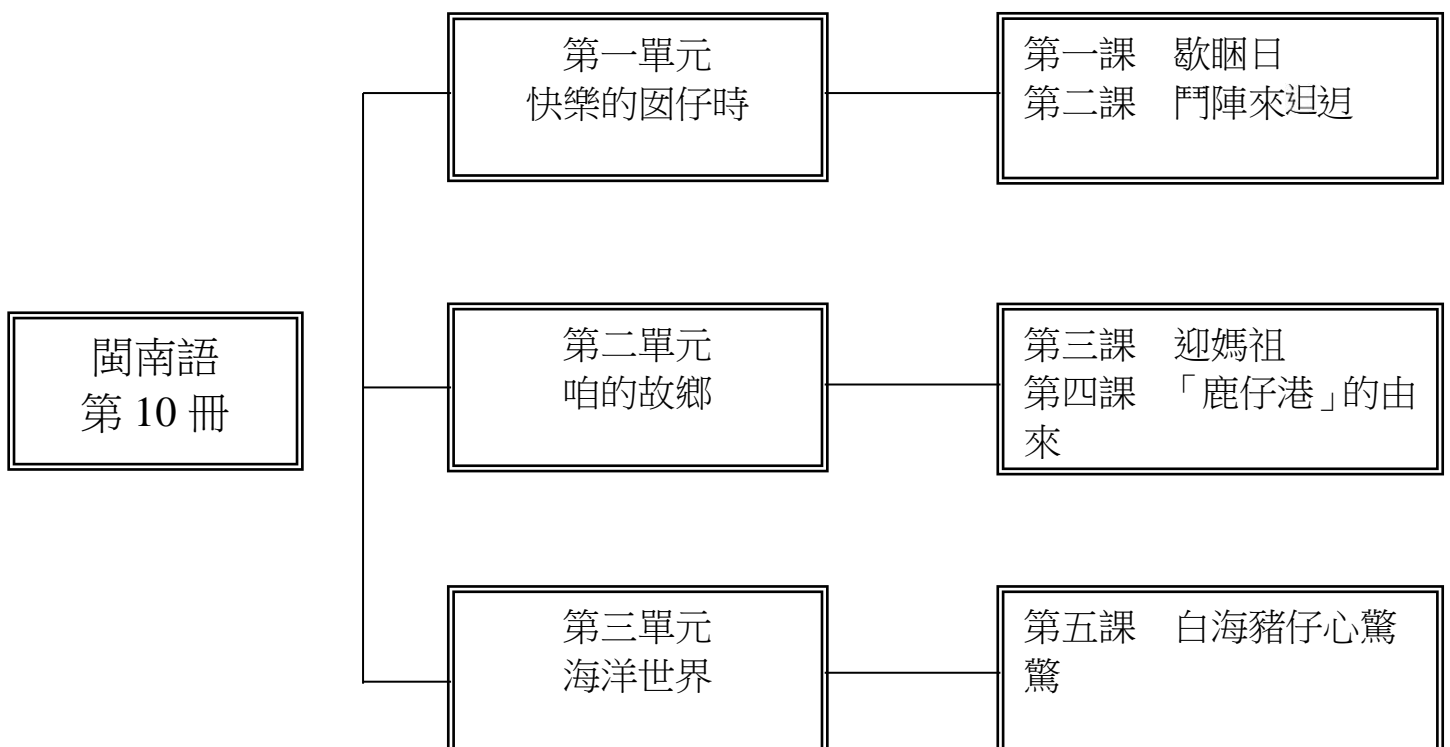 閩南語
第 10 冊
第一單元
快樂的囡仔時
第一課　歇睏日
第二課　鬥陣來𨑨迌
第二單元
咱的故鄉
第三課　迎媽祖
第四課　「鹿仔港」的由
來
第三單元
海洋世界
第五課　白海豬仔心驚
驚